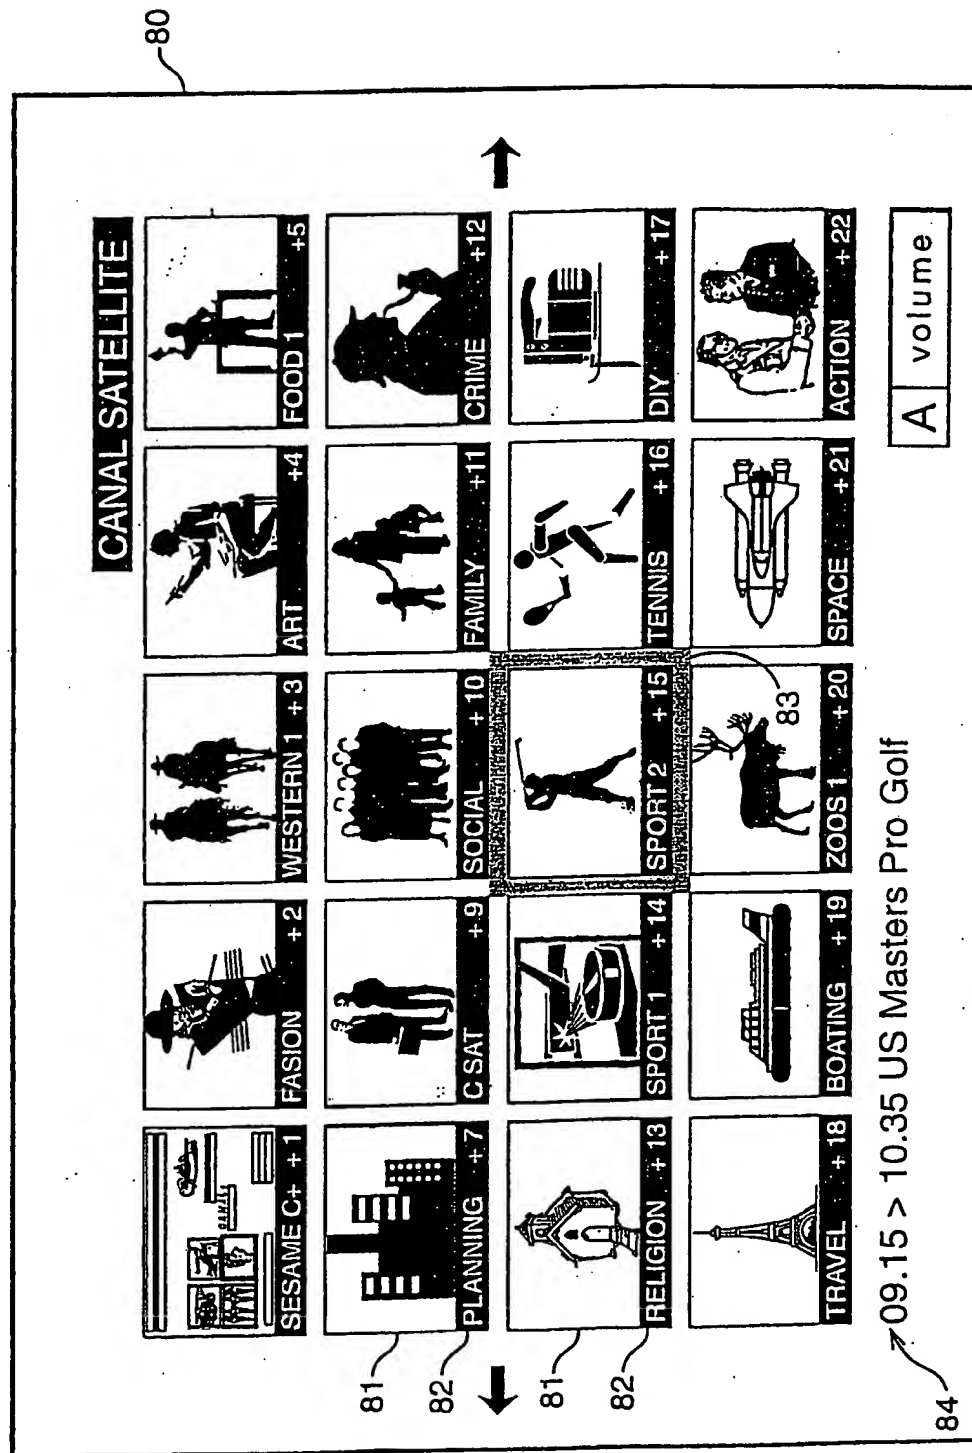 80
CANAL SATELLITE
SESAME C+ + 1
FASION + 2
WESTERN 1 + 3
ART +4
FOOD 1 +5
PLANNING +7
C SAT +9
SOCIAL + 10
FAMILY +11
CRIME +12
81
82
RELIGION + 13
SPORT 1 +14
SPORT 2 + 15
TENNIS + 16
DIY + 17
81
82
TRAVEL + 18
BOATING + 19
ZOOS 1 + 20
SPACE + 21
ACTION + 22
83
A volume
09.15 > 10.35 US Masters Pro Golf
84